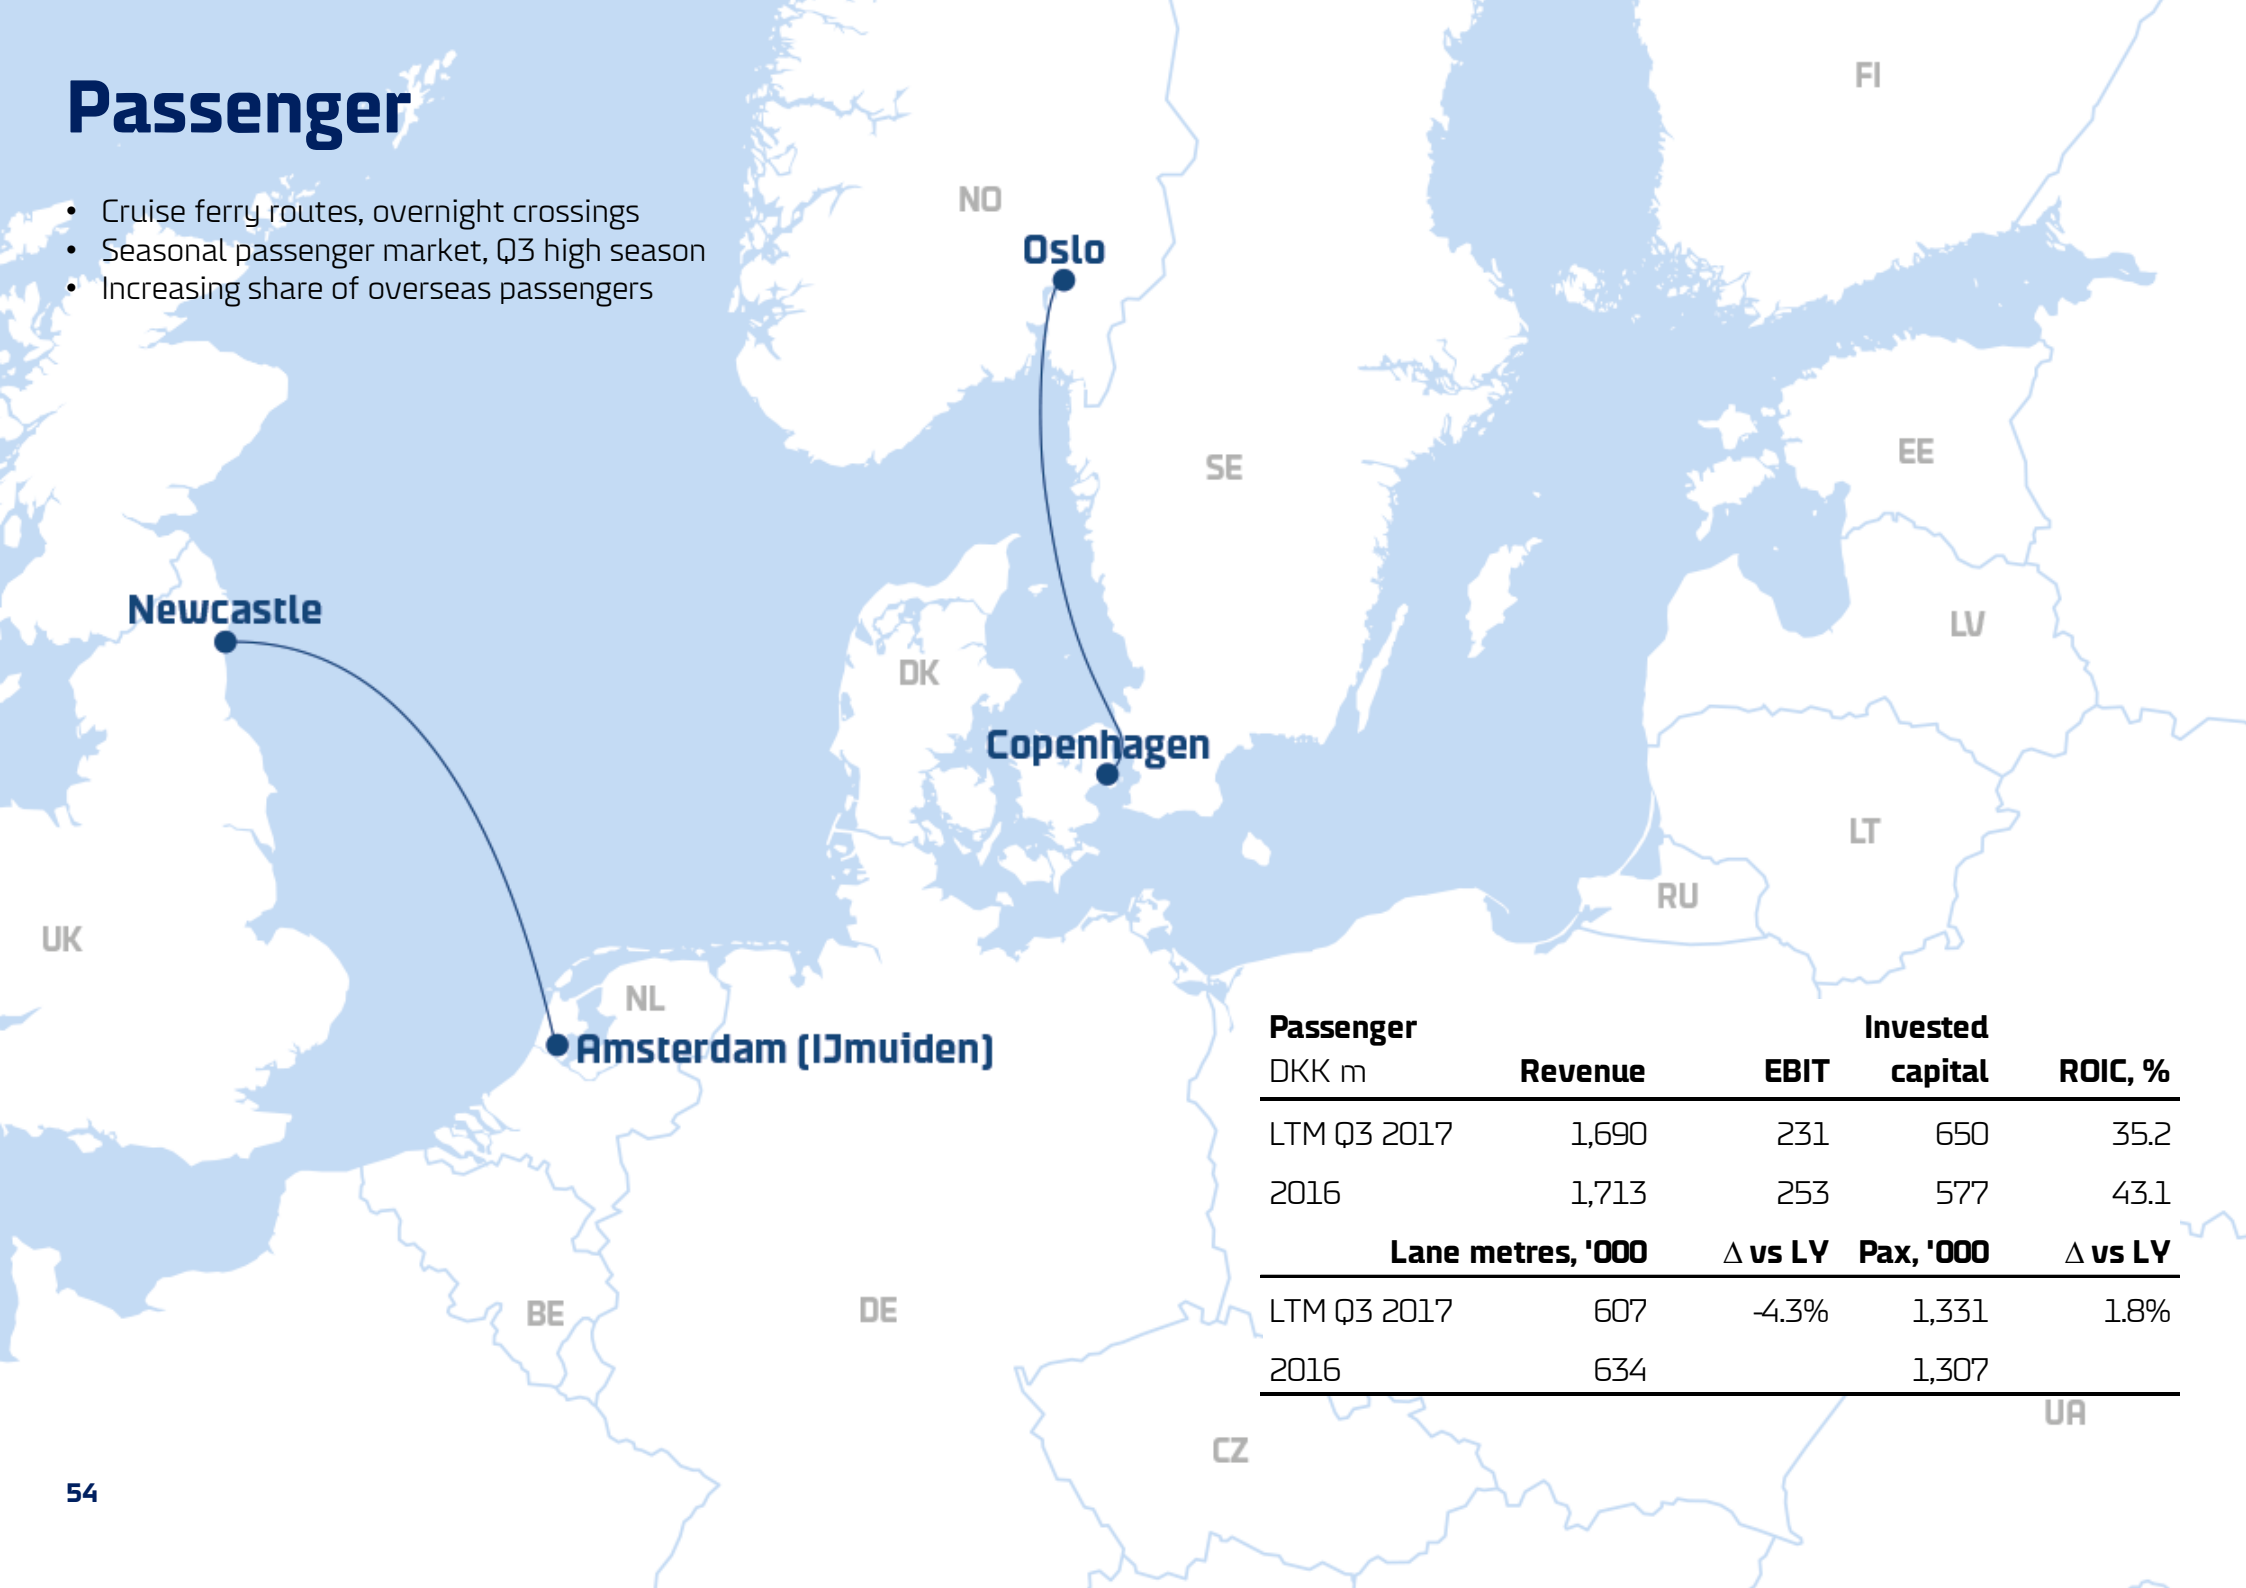 Passenger
• Cruise ferry routes, overnight crossings
• Seasonal passenger market, Q3 high season
• Increasing share of overseas passengers
FI
NO
Oslo
SE
EE
Newcastle
LV
DK
Copenhagen
LT
RU
UK
NL
Amsterdam (IJmuiden)
BE
DE
CZ
UA
Passenger Invested
DKK m Revenue EBIT capital ROIC, %
LTM Q3 2017 1,690 231 650 35.2
2016 1,713 253 577 43.1
Lane metres, '000 Δ vs LY Pax, '000 Δ vs LY
LTM Q3 2017 607 -4.3% 1,331 1.8%
2016 634 1,307
54